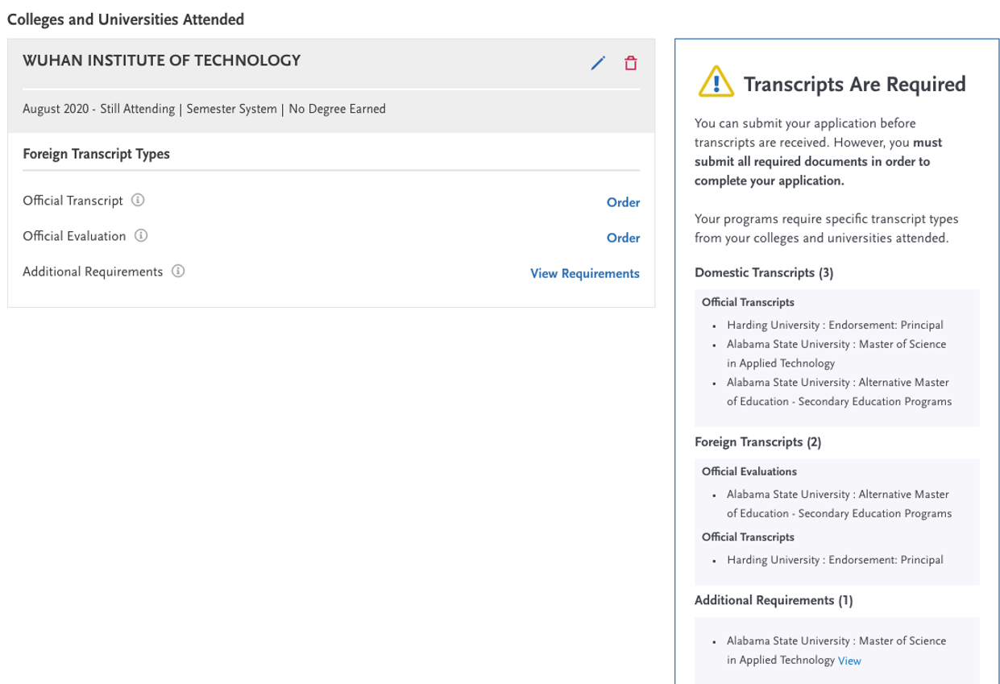 Colleges and Universities Attended
WUHAN INSTITUTE OF TECHNOLOGY
August 2020 - Still Attending | Semester System | No Degree Earned
Foreign Transcript Types
Official Transcript
Order
Official Evaluation
Order
Additional Requirements
View Requirements
Transcripts Are Required
You can submit your application before
transcripts are received. However, you must
submit all required documents in order to
complete your application.
Your programs require specific transcript types
from your colleges and universities attended.
Domestic Transcripts (3)
Official Transcripts
• Harding University : Endorsement: Principal
• Alabama State University : Master of Science
in Applied Technology
• Alabama State University : Alternative Master
of Education - Secondary Education Programs
Foreign Transcripts (2)
Official Evaluations
• Alabama State University : Alternative Master
of Education - Secondary Education Programs
Official Transcripts
• Harding University : Endorsement: Principal
Additional Requirements (1)
• Alabama State University : Master of Science
in Applied Technology View